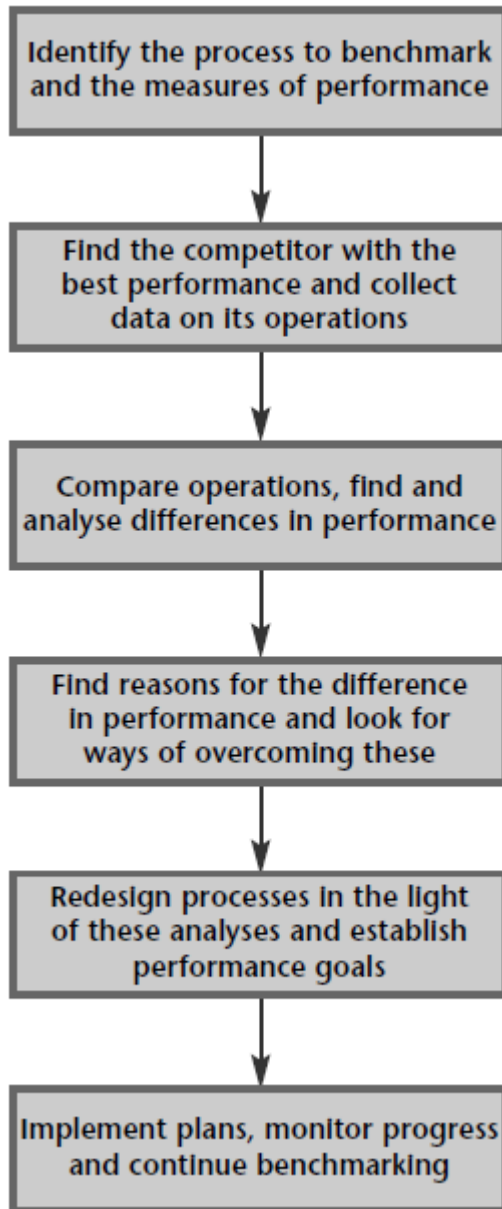 Identify the process to benchmark
and the measures of performance
Find the competitor with the
best performance and collect
data on its operations
Compare operations, find and
analyse differences in performance
Find reasons for the difference
in performance and look for
ways of overcoming these
Redesign processes in the light
of these analyses and establish
performance goals
Implement plans, monitor progress
and continue benchmarking